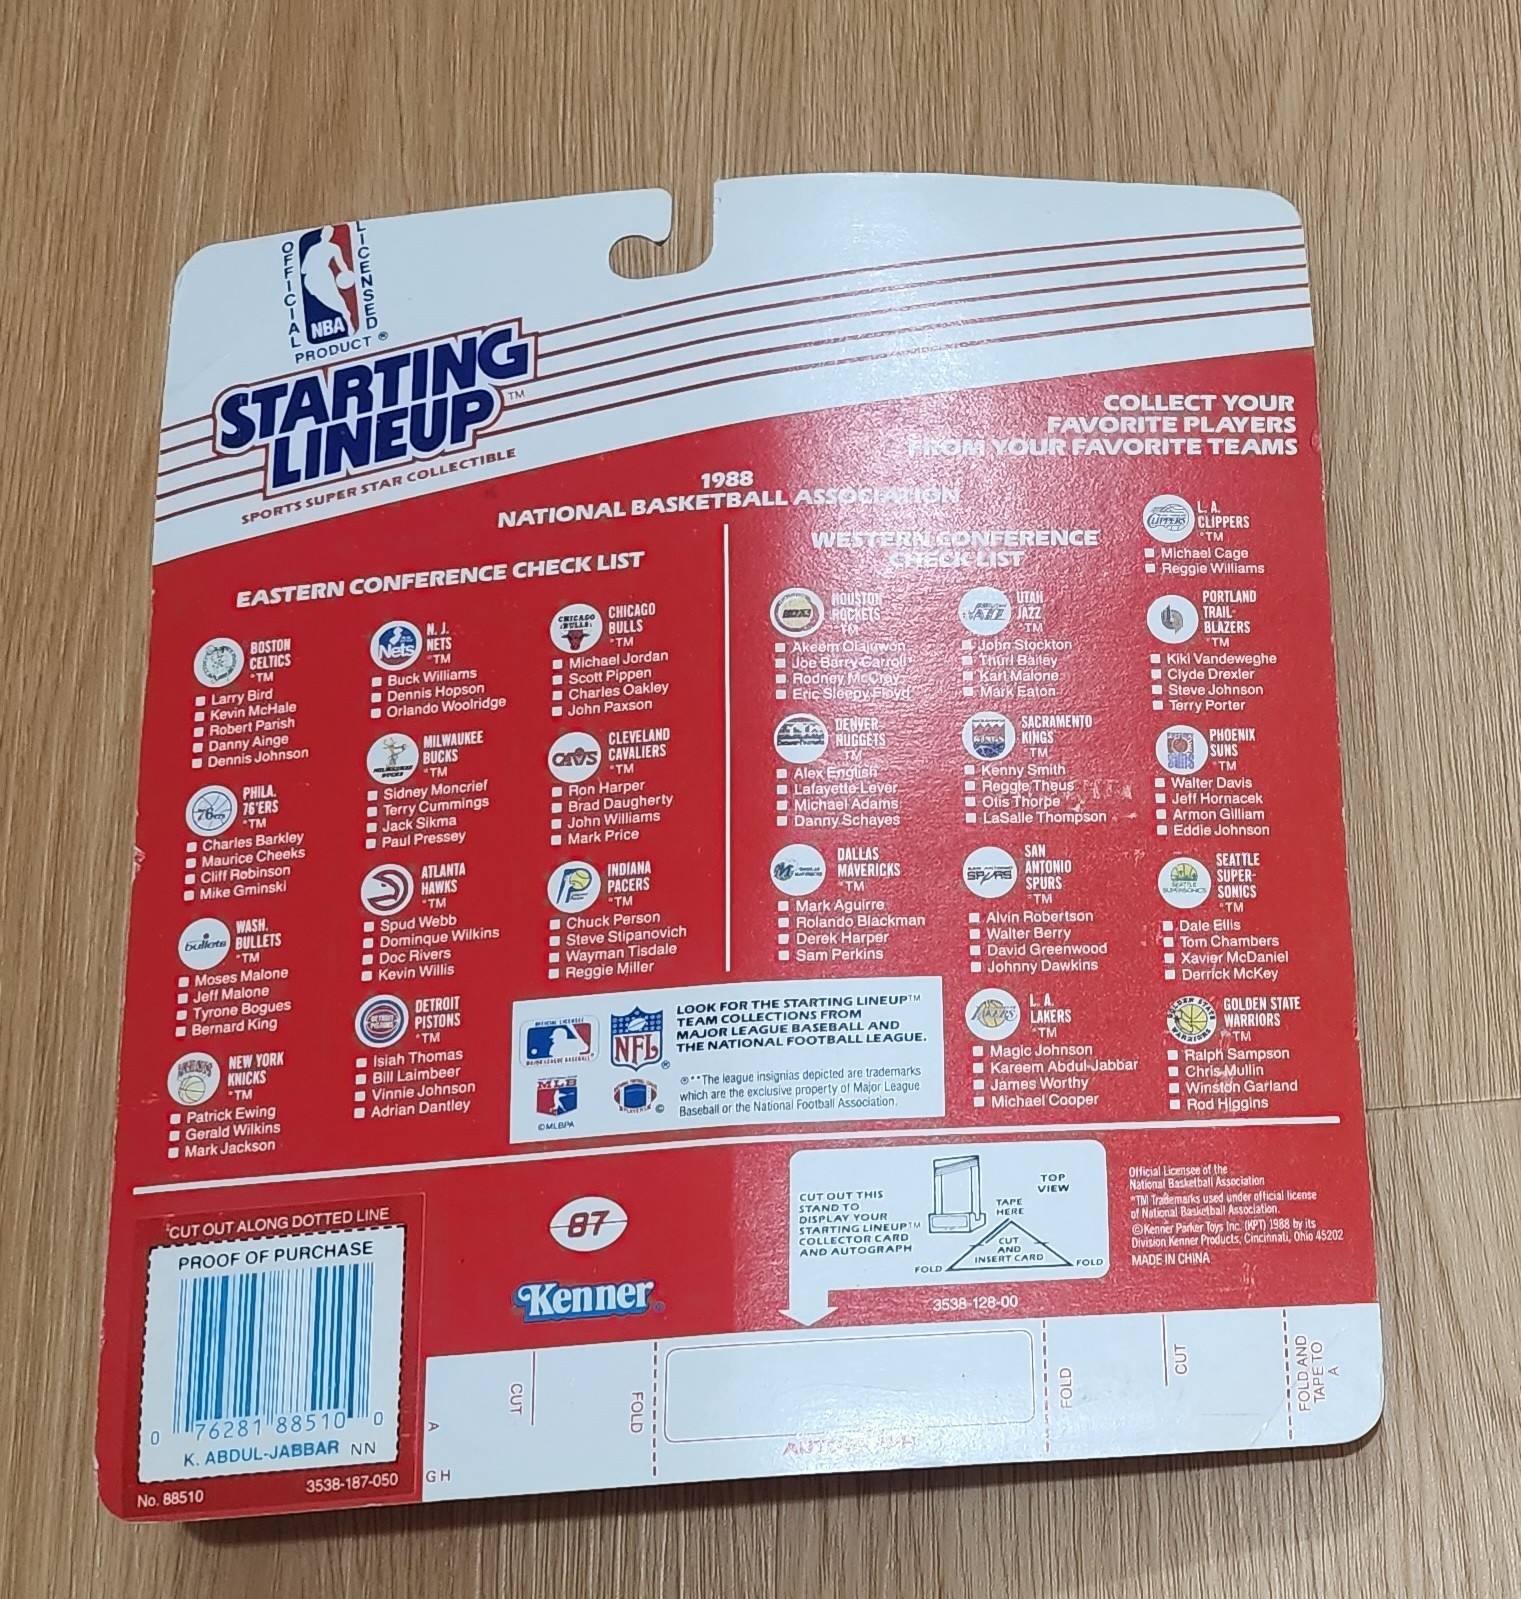 OFFICIAL LICENSED
NBA
PRODUCT ®
STARTING
LINEUP™
SPORTS SUPER STAR COLLECTIBLE
COLLECT YOUR
FAVORITE PLAYERS
FROM YOUR FAVORITE TEAMS
1988
NATIONAL BASKETBALL ASSOCIATION
EASTERN CONFERENCE CHECK LIST
BOSTON
CELTICS
*TM
Larry Bird
Kevin McHale
Robert Parish
Danny Ainge
Dennis Johnson
76ers
PHILA.
76'ERS
*TM
Charles Barkley
Maurice Cheeks
Cliff Robinson
Mike Gminski
bullets
WASH.
BULLETS
*TM
Moses Malone
Jeff Malone
Tyrone Bogues
Bernard King
NEW YORK
KNICKS
*TM
Patrick Ewing
Gerald Wilkins
Mark Jackson
Nets
N. J.
NETS
*TM
Buck Williams
Dennis Hopson
Orlando Woolridge
MILWAUKEE
BUCKS
*TM
Sidney Moncrief
Terry Cummings
Jack Sikma
Paul Pressey
ATLANTA
HAWKS
*TM
Spud Webb
Dominque Wilkins
Doc Rivers
Kevin Willis
DETROIT
PISTONS
DETROIT
PISTONS
*TM
Isiah Thomas
Bill Laimbeer
Vinnie Johnson
Adrian Dantley
CHICAGO
BULLS
CHICAGO
BULLS
*TM
Michael Jordan
Scott Pippen
Charles Oakley
John Paxson
CAVS
CLEVELAND
CAVALIERS
*TM
Ron Harper
Brad Daugherty
John Williams
Mark Price
INDIANA
PACERS
*TM
Chuck Person
Steve Stipanovich
Wayman Tisdale
Reggie Miller
WESTERN CONFERENCE
CHECK LIST
HOUSTON
ROCKETS
*TM
Akeem Olajuwon
Joe Barry Carroll
Rodney McCray
Eric Sleepy Floyd
DENVER
NUGGETS
*TM
Alex English
Lafayette Lever
Michael Adams
Danny Schayes
DALLAS
MAVERICKS
*TM
Mark Aguirre
Rolando Blackman
Derek Harper
Sam Perkins
JAZZ
UTAH
JAZZ
*TM
John Stockton
Thurl Bailey
Karl Malone
Mark Eaton
SACRAMENTO
KINGS
*TM
Kenny Smith
Reggie Theus
Otis Thorpe
LaSalle Thompson
SPURS
SAN
ANTONIO
SPURS
*TM
Alvin Robertson
Walter Berry
David Greenwood
Johnny Dawkins
LAKERS
L. A.
LAKERS
*TM
Magic Johnson
Kareem Abdul-Jabbar
James Worthy
Michael Cooper
CLIPPERS
L. A.
CLIPPERS
*TM
Michael Cage
Reggie Williams
PORTLAND
TRAIL-
BLAZERS
*TM
Kiki Vandeweghe
Clyde Drexler
Steve Johnson
Terry Porter
SUNS
PHOENIX
SUNS
*TM
Walter Davis
Jeff Hornacek
Armon Gilliam
Eddie Johnson
SEATTLE
SUPERSONICS
SEATTLE
SUPER-
SONICS
*TM
Dale Ellis
Tom Chambers
Xavier McDaniel
Derrick McKey
GOLDEN STATE
WARRIORS
GOLDEN STATE
WARRIORS
*TM
Ralph Sampson
Chris Mullin
Winston Garland
Rod Higgins
NFL ®
MLB
©MLBPA
LOOK FOR THE STARTING LINEUP™
TEAM COLLECTIONS FROM
MAJOR LEAGUE BASEBALL AND
THE NATIONAL FOOTBALL LEAGUE.
®**The league insignias depicted are trademarks
which are the exclusive property of Major League
Baseball or the National Football Association.
CUT OUT ALONG DOTTED LINE
PROOF OF PURCHASE
0 76281 88510 0
K. ABDUL-JABBAR NN
No. 88510
3538-187-050
87
Kenner®
CUT OUT THIS
STAND TO
DISPLAY YOUR
STARTING LINEUP™
COLLECTOR CARD
AND AUTOGRAPH
TOP
VIEW
TAPE
HERE
CUT
AND
INSERT CARD
FOLD
FOLD
3538-128-00
Official Licensee of the
National Basketball Association
*TM Trademarks used under official license
of National Basketball Association.
©Kenner Parker Toys Inc. (KPT) 1988 by its
Division Kenner Products, Cincinnati, Ohio 45202
MADE IN CHINA
A
GH
CUT
FOLD
FOLD
CUT
FOLD AND
TAPE TO
A